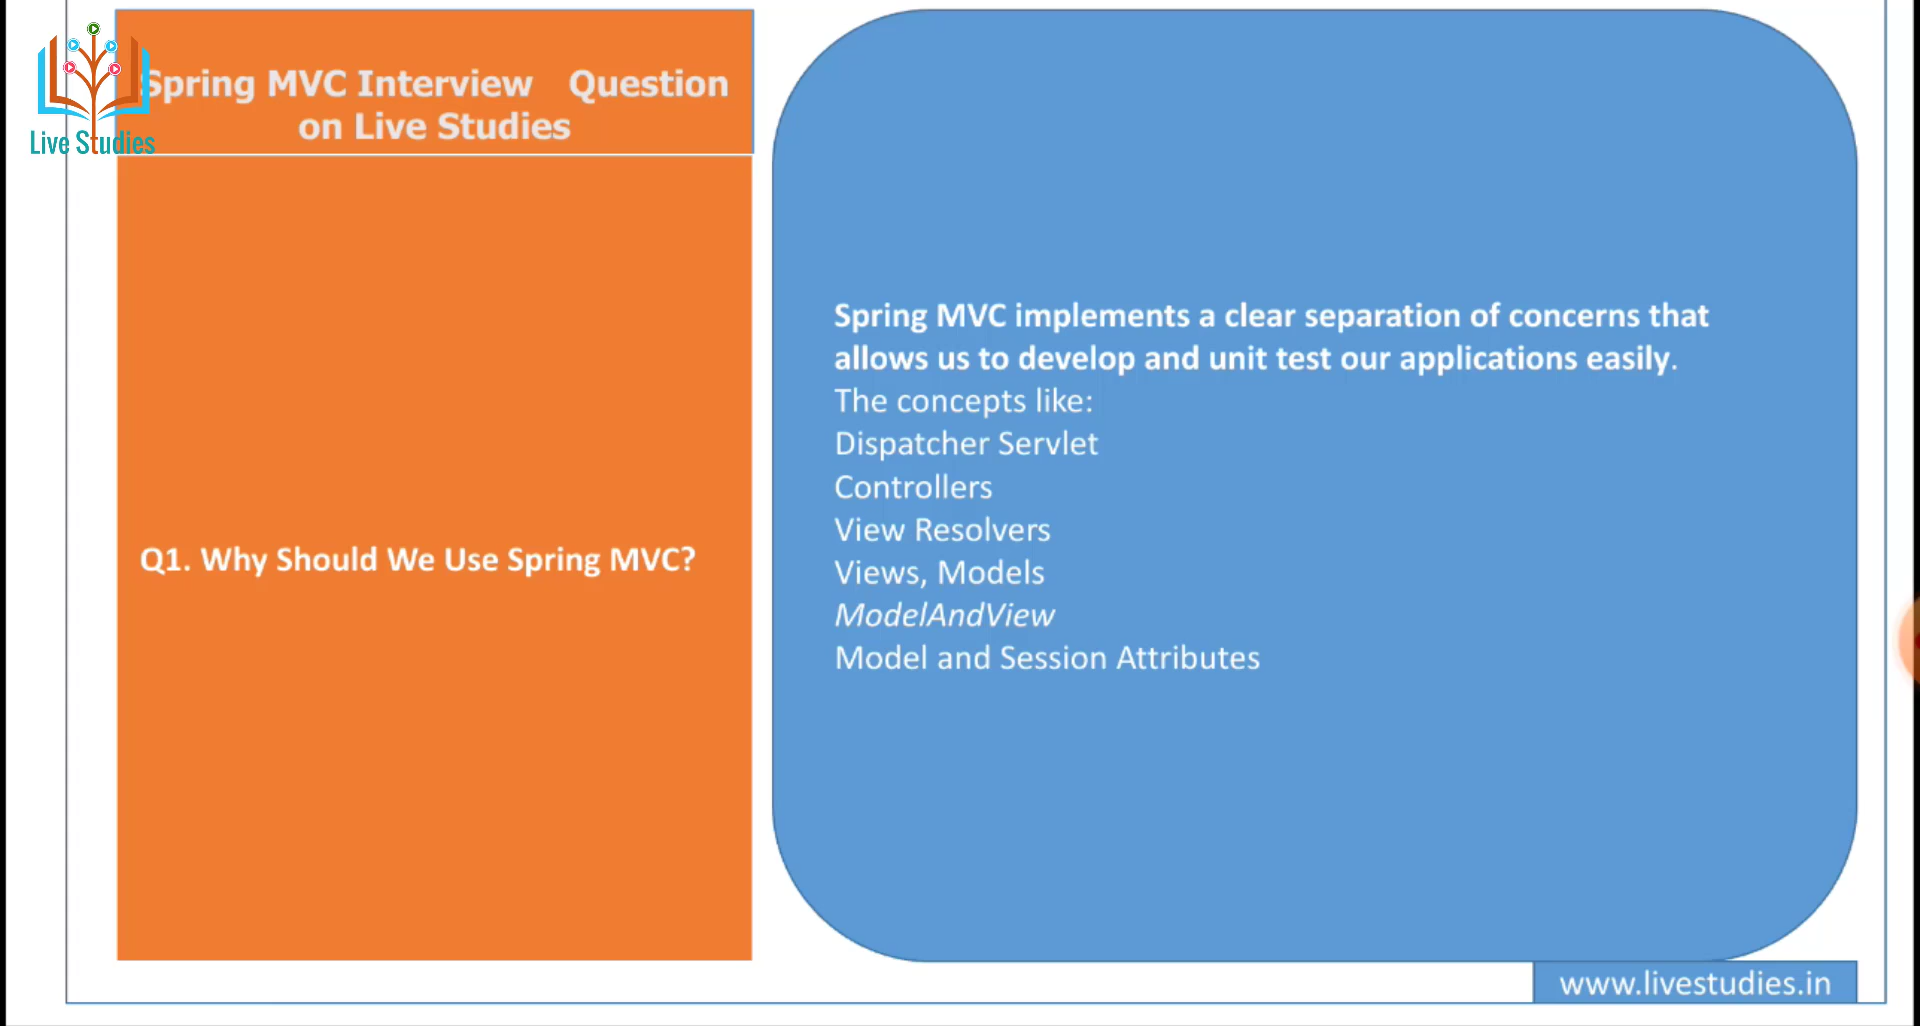 Live Studies
Spring MVC Interview Question
on Live Studies
Q1. Why Should We Use Spring MVC?
Spring MVC implements a clear separation of concerns that
allows us to develop and unit test our applications easily.
The concepts like:
Dispatcher Servlet
Controllers
View Resolvers
Views, Models
ModelAndView
Model and Session Attributes
www.livestudies.in